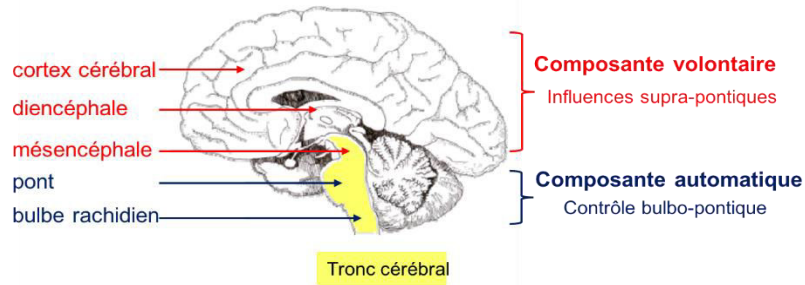 cortex cérébral
diencéphale
mésencéphale
pont
bulbe rachidien
Composante volontaire
Influences supra-pontiques
Composante automatique
Contrôle bulbo-pontique
Tronc cérébral